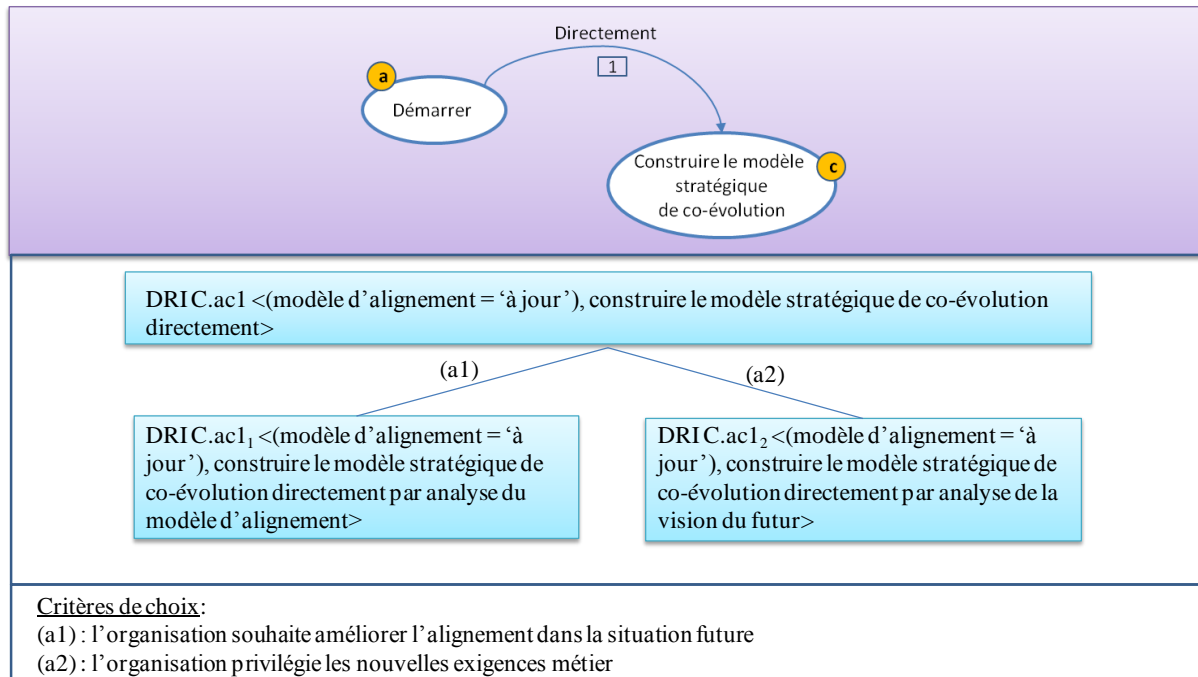 Directement
1
a
Démarrer
Construire le modèle
stratégique
de co-évolution
c
DRIC.ac1 <(modèle d’alignement = ‘à jour’), construire le modèle stratégique de co-évolution
directement>
(a1)
(a2)
DRIC.ac1₁ <(modèle d’alignement = ‘à
jour’), construire le modèle stratégique de
co-évolution directement par analyse du
modèle d’alignement>
DRIC.ac1₂ <(modèle d’alignement = ‘à
jour’), construire le modèle stratégique de
co-évolution directement par analyse de la
vision du futur>
Critères de choix:
(a1) : l’organisation souhaite améliorer l’alignement dans la situation future
(a2) : l’organisation privilégie les nouvelles exigences métier